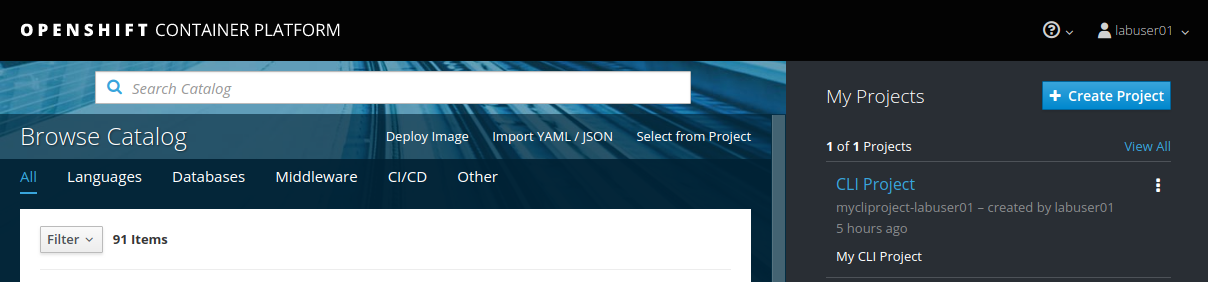 OPENSHIFT CONTAINER PLATFORM
labuser01
Search Catalog
Browse Catalog
Deploy Image
Import YAML / JSON
Select from Project
All
Languages
Databases
Middleware
CI/CD
Other
Filter
91 Items
My Projects
+ Create Project
1 of 1 Projects
View All
CLI Project
mycliproject-labuser01 – created by labuser01
5 hours ago
My CLI Project